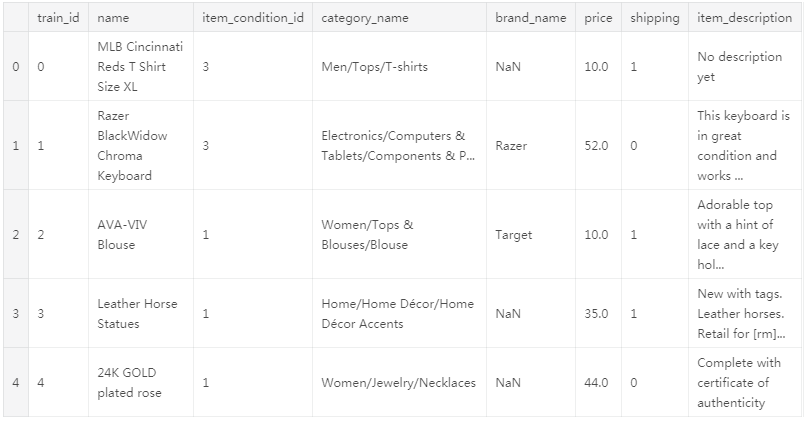 train_id name item_condition_id category_name brand_name price shipping item_description
0 0 MLB Cincinnati Reds T Shirt Size XL 3 Men/Tops/T-shirts NaN 10.0 1 No description yet
1 1 Razer BlackWidow Chroma Keyboard 3 Electronics/Computers & Tablets/Components & P... Razer 52.0 0 This keyboard is in great condition and works ...
2 2 AVA-VIV Blouse 1 Women/Tops & Blouses/Blouse Target 10.0 1 Adorable top with a hint of lace and a key hol...
3 3 Leather Horse Statues 1 Home/Home Décor/Home Décor Accents NaN 35.0 1 New with tags. Leather horses. Retail for [rm]...
4 4 24K GOLD plated rose 1 Women/Jewelry/Necklaces NaN 44.0 0 Complete with certificate of authenticity